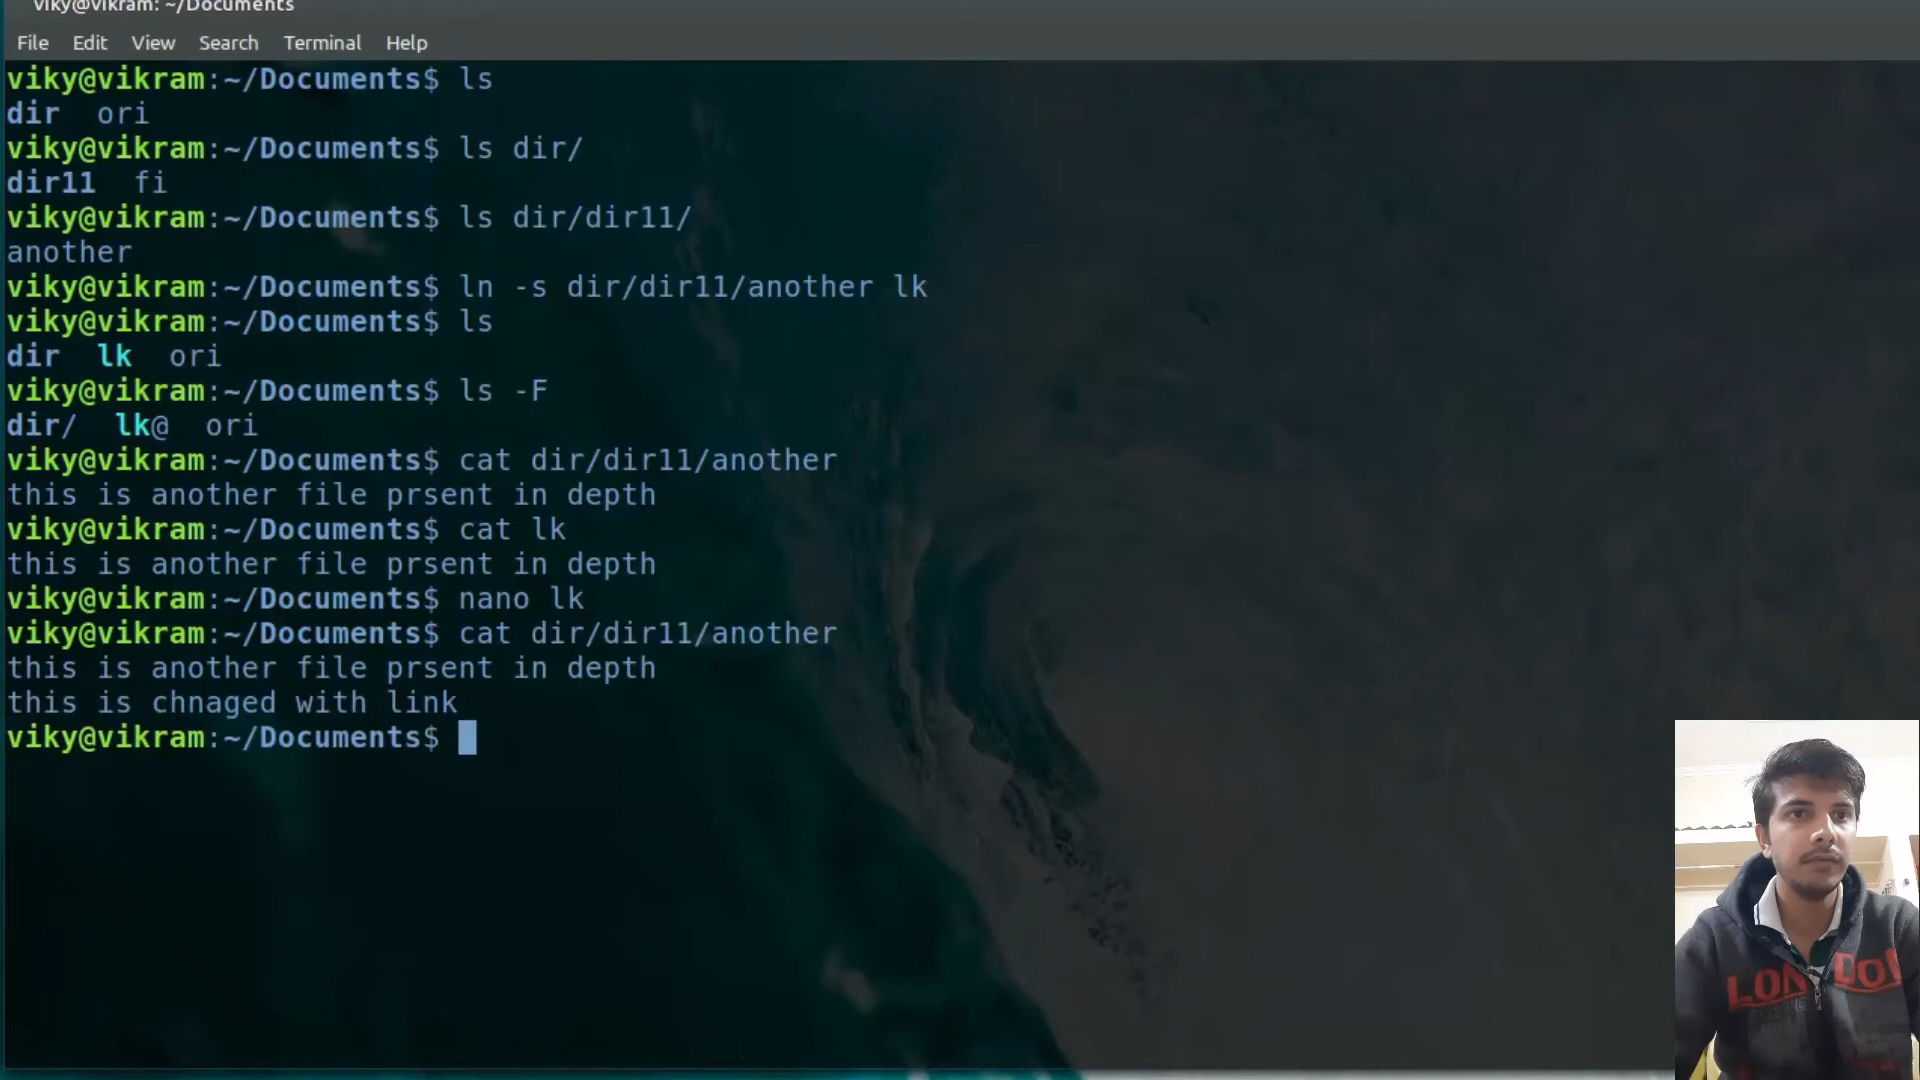 viky@vikram: ~/Documents
File Edit View Search Terminal Help
viky@vikram:~/Documents$ ls
dir ori
viky@vikram:~/Documents$ ls dir/
dir11 fi
viky@vikram:~/Documents$ ls dir/dir11/
another
viky@vikram:~/Documents$ ln -s dir/dir11/another lk
viky@vikram:~/Documents$ ls
dir lk ori
viky@vikram:~/Documents$ ls -F
dir/ lk@ ori
viky@vikram:~/Documents$ cat dir/dir11/another
this is another file prsent in depth
viky@vikram:~/Documents$ cat lk
this is another file prsent in depth
viky@vikram:~/Documents$ nano lk
viky@vikram:~/Documents$ cat dir/dir11/another
this is another file prsent in depth
this is chnaged with link
viky@vikram:~/Documents$